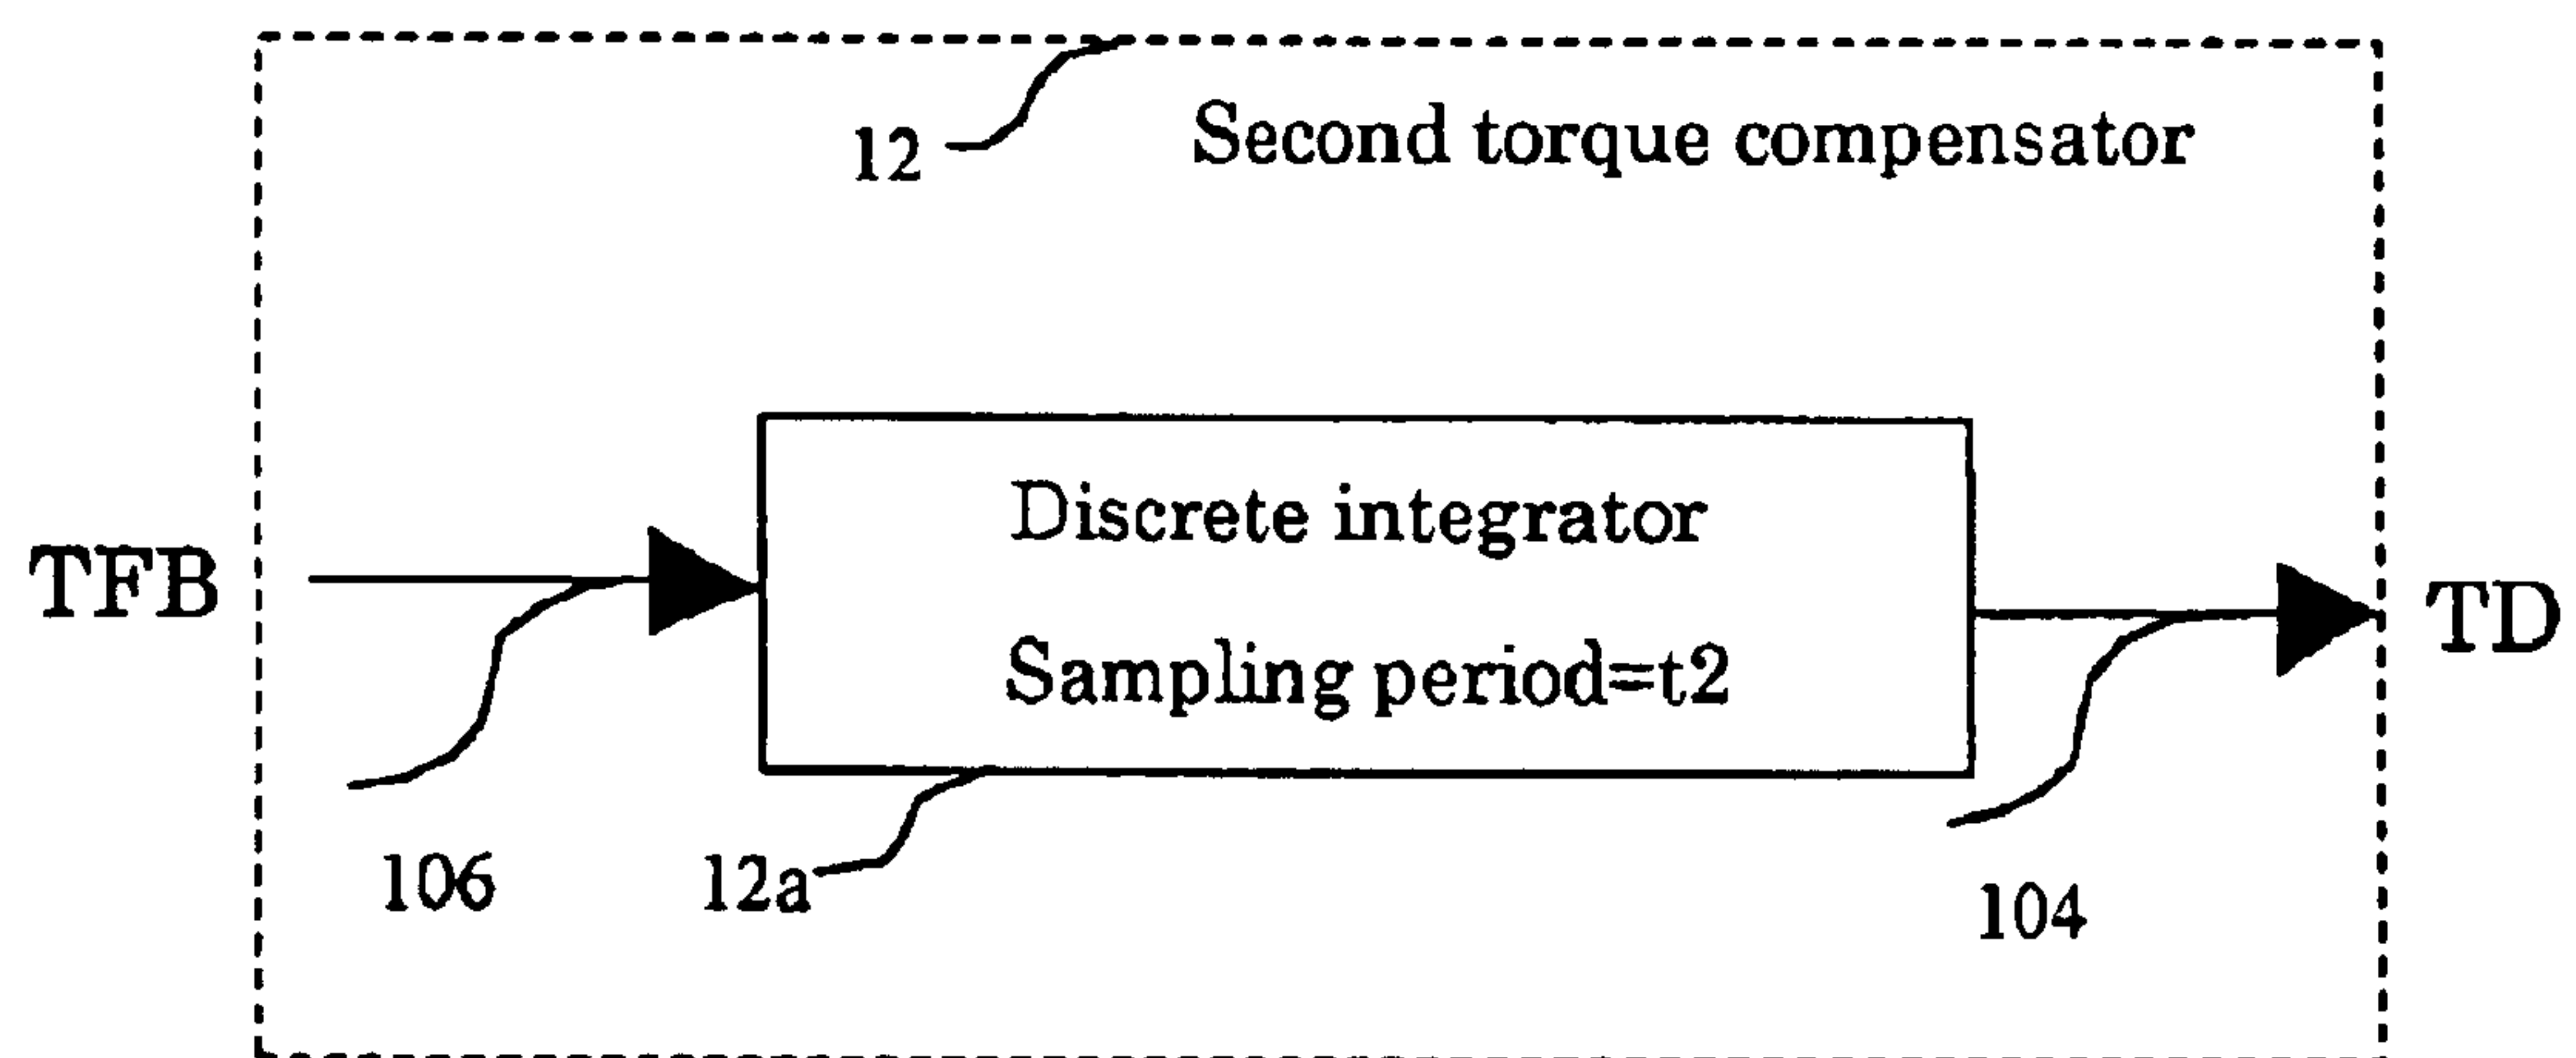 12
Second torque compensator
TFB
Discrete integrator
Sampling period=t2
TD
106
12a
104